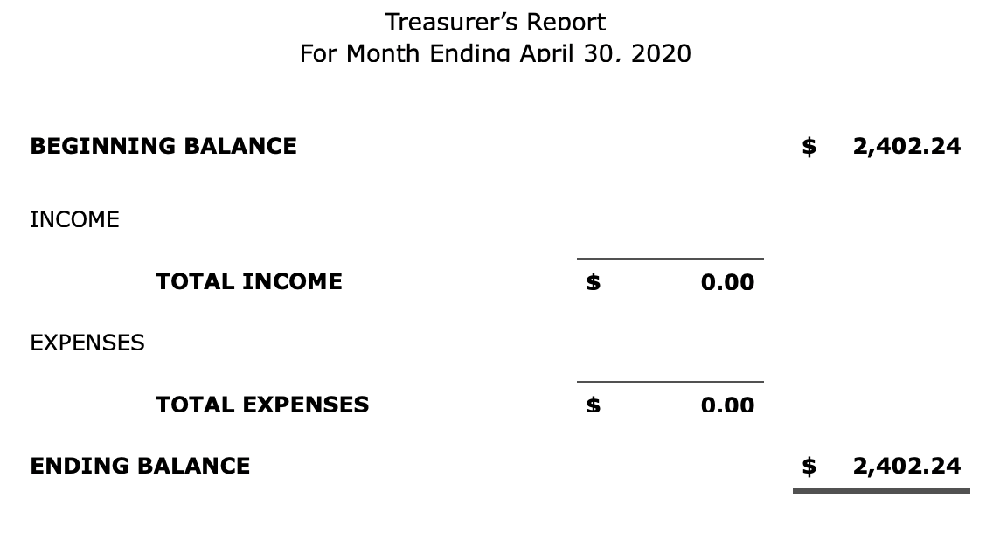 Treasurer’s Report
For Month Ending April 30, 2020
BEGINNING BALANCE $ 2,402.24
INCOME
TOTAL INCOME $ 0.00
EXPENSES
TOTAL EXPENSES $ 0.00
ENDING BALANCE $ 2,402.24